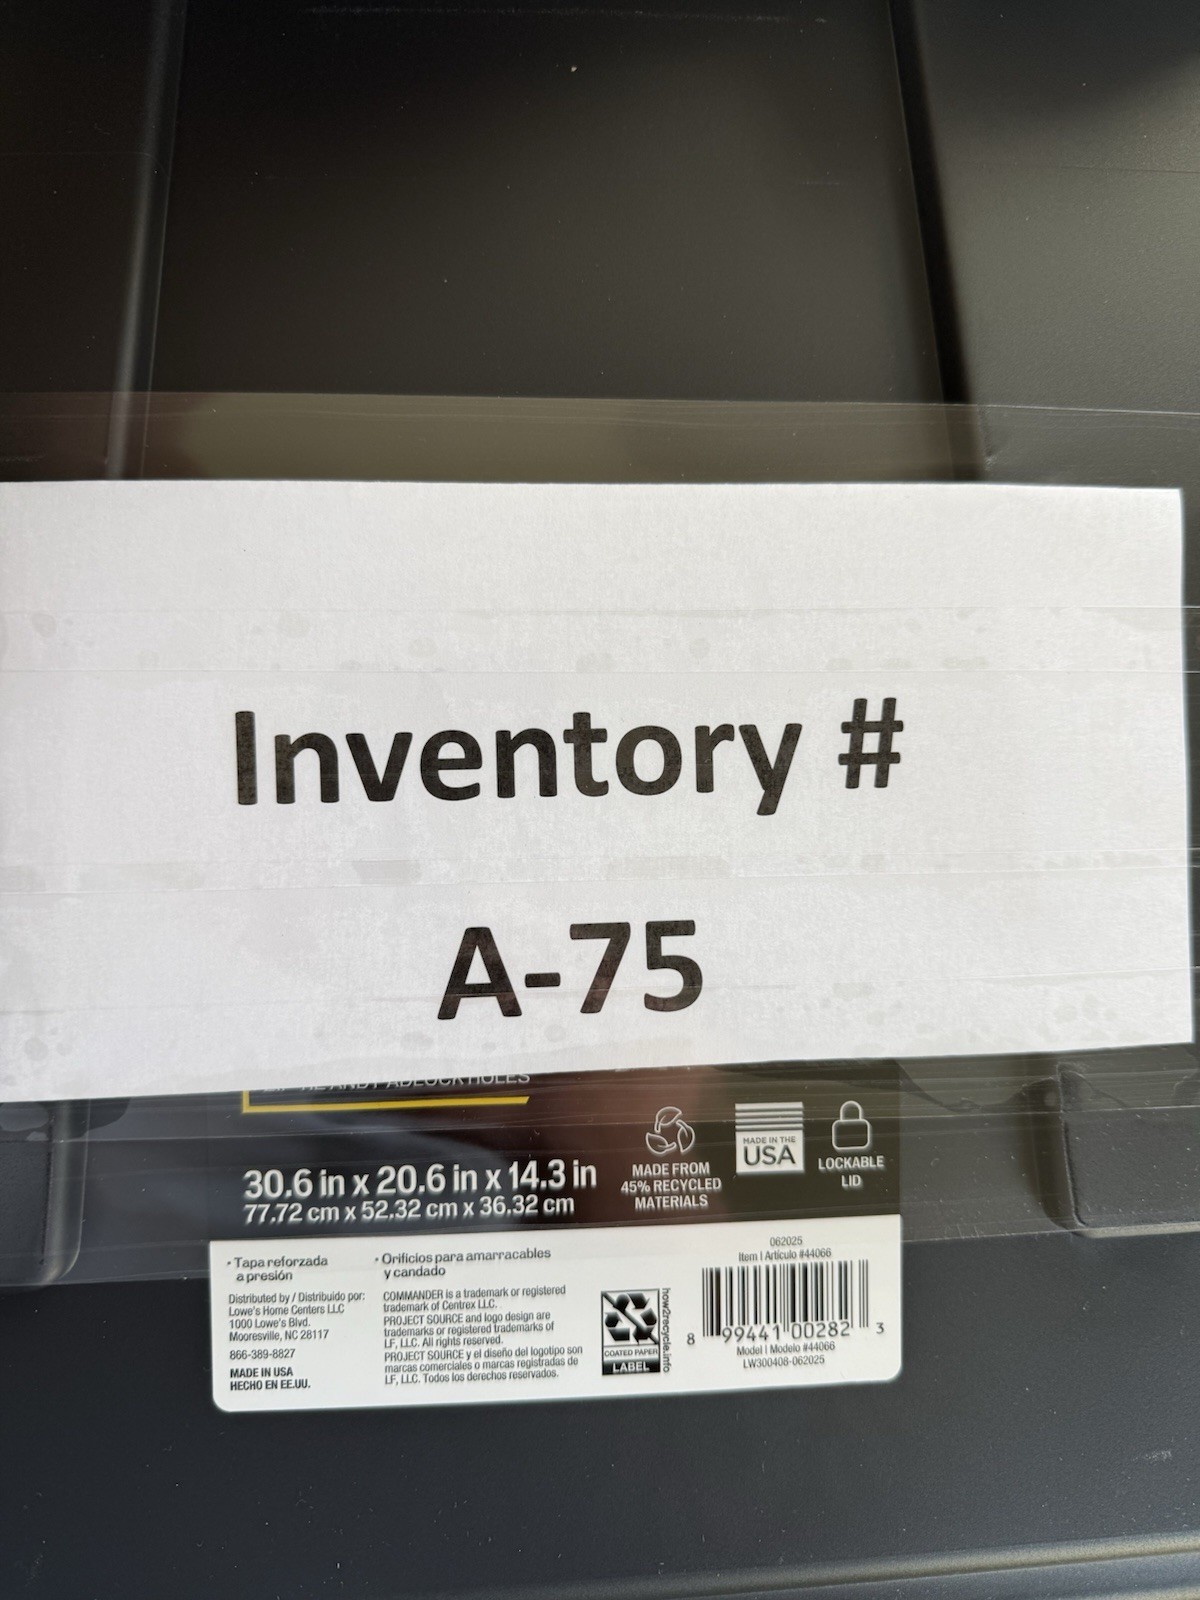 Inventory #
A-75
AND PADLOCK HOLES
30.6 in x 20.6 in x 14.3 in
77.72 cm x 52.32 cm x 36.32 cm
MADE FROM
45% RECYCLED
MATERIALS
MADE IN THE
USA
LOCKABLE
LID
• Tapa reforzada
a presión
• Orificios para amarracables
y candado
Distributed by / Distribuido por:
Lowe's Home Centers LLC
1000 Lowe's Blvd.
Mooresville, NC 28117
866-389-8827
MADE IN USA
HECHO EN EE.UU.
COMMANDER is a trademark or registered
trademark of Centrex LLC.
PROJECT SOURCE and logo design are
trademarks or registered trademarks of
LF, LLC. All rights reserved.
PROJECT SOURCE y el diseño del logotipo son
marcas comerciales o marcas registradas de
LF, LLC. Todos los derechos reservados.
COATED PAPER
LABEL
how2recycle.info
062025
Item | Artículo #44066
8 99441 00282 3
Model | Modelo #44066
LW300408-062025